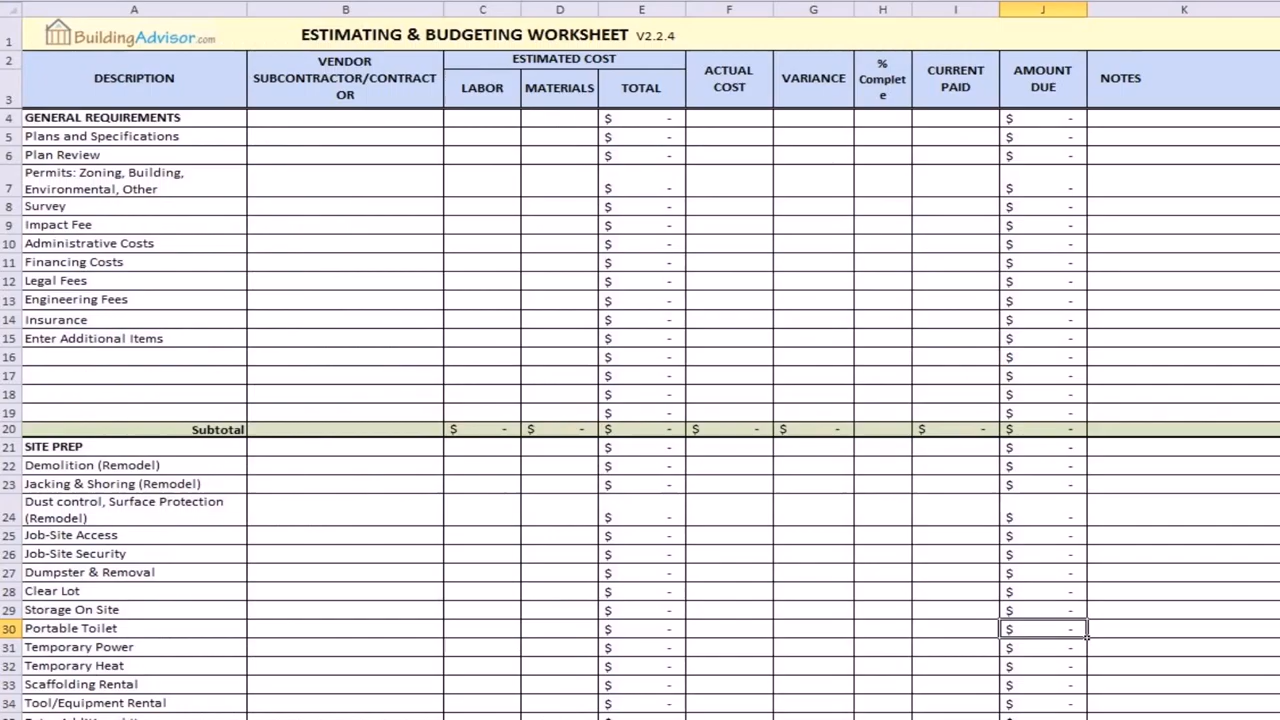 A B C D E F G H I J K
1 BuildingAdvisor.com ESTIMATING & BUDGETING WORKSHEET V2.2.4
2 VENDOR ESTIMATED COST %
DESCRIPTION SUBCONTRACTOR/CONTRACT ACTUAL VARIANCE Complet CURRENT AMOUNT NOTES
3 OR LABOR MATERIALS TOTAL COST e PAID DUE
4 GENERAL REQUIREMENTS $ - $ -
5 Plans and Specifications $ - $ -
6 Plan Review $ - $ -
Permits: Zoning, Building,
7 Environmental, Other $ - $ -
8 Survey $ - $ -
9 Impact Fee $ - $ -
10 Administrative Costs $ - $ -
11 Financing Costs $ - $ -
12 Legal Fees $ - $ -
13 Engineering Fees $ - $ -
14 Insurance $ - $ -
15 Enter Additional Items $ - $ -
16 $ - $ -
17 $ - $ -
18 $ - $ -
19 $ - $ -
20 Subtotal $ - $ - $ - $ - $ - $ - $ -
21 SITE PREP $ - $ -
22 Demolition (Remodel) $ - $ -
23 Jacking & Shoring (Remodel) $ - $ -
Dust control, Surface Protection
24 (Remodel) $ - $ -
25 Job-Site Access $ - $ -
26 Job-Site Security $ - $ -
27 Dumpster & Removal $ - $ -
28 Clear Lot $ - $ -
29 Storage On Site $ - $ -
30 Portable Toilet $ - $ -
31 Temporary Power $ - $ -
32 Temporary Heat $ - $ -
33 Scaffolding Rental $ - $ -
34 Tool/Equipment Rental $ - $ -